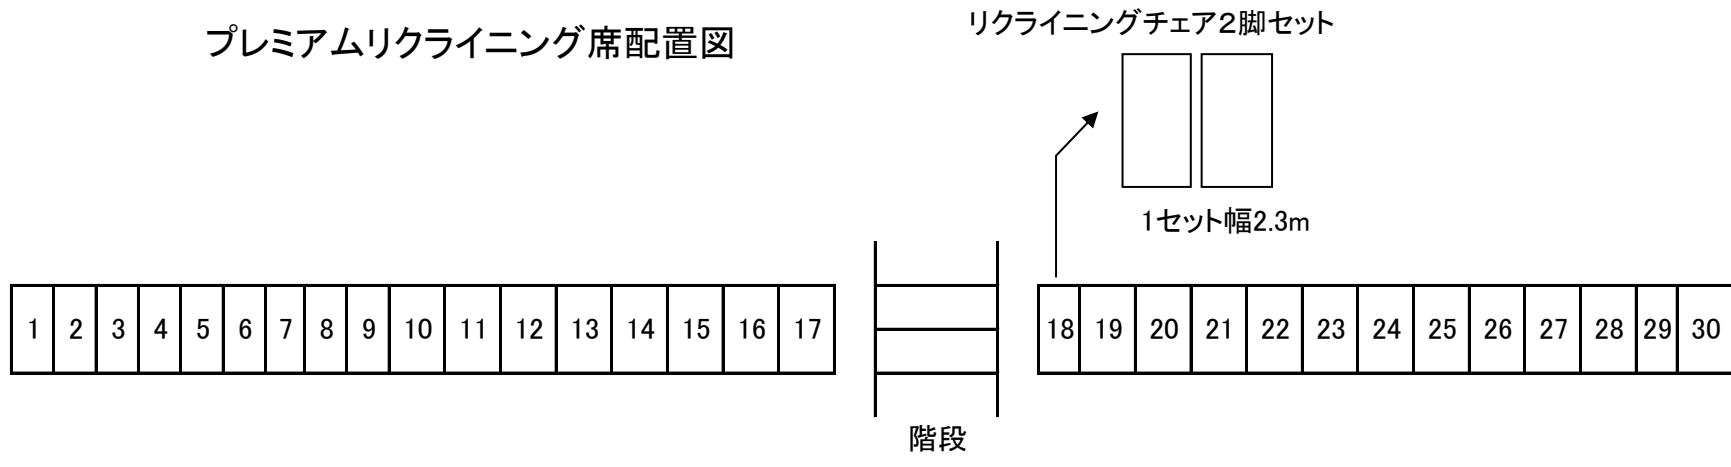 プレミアムリクライニング席配置図
リクライニングチェア２脚セット
1セット幅2.3m
1 2 3 4 5 6 7 8 9 10 11 12 13 14 15 16 17 18 19 20 21 22 23 24 25 26 27 28 29 30
階段